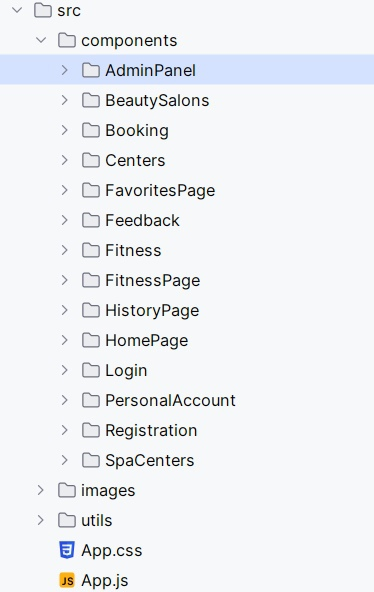 src
components
AdminPanel
BeautySalons
Booking
Centers
FavoritesPage
Feedback
Fitness
FitnessPage
HistoryPage
HomePage
Login
PersonalAccount
Registration
SpaCenters
images
utils
App.css
JS App.js